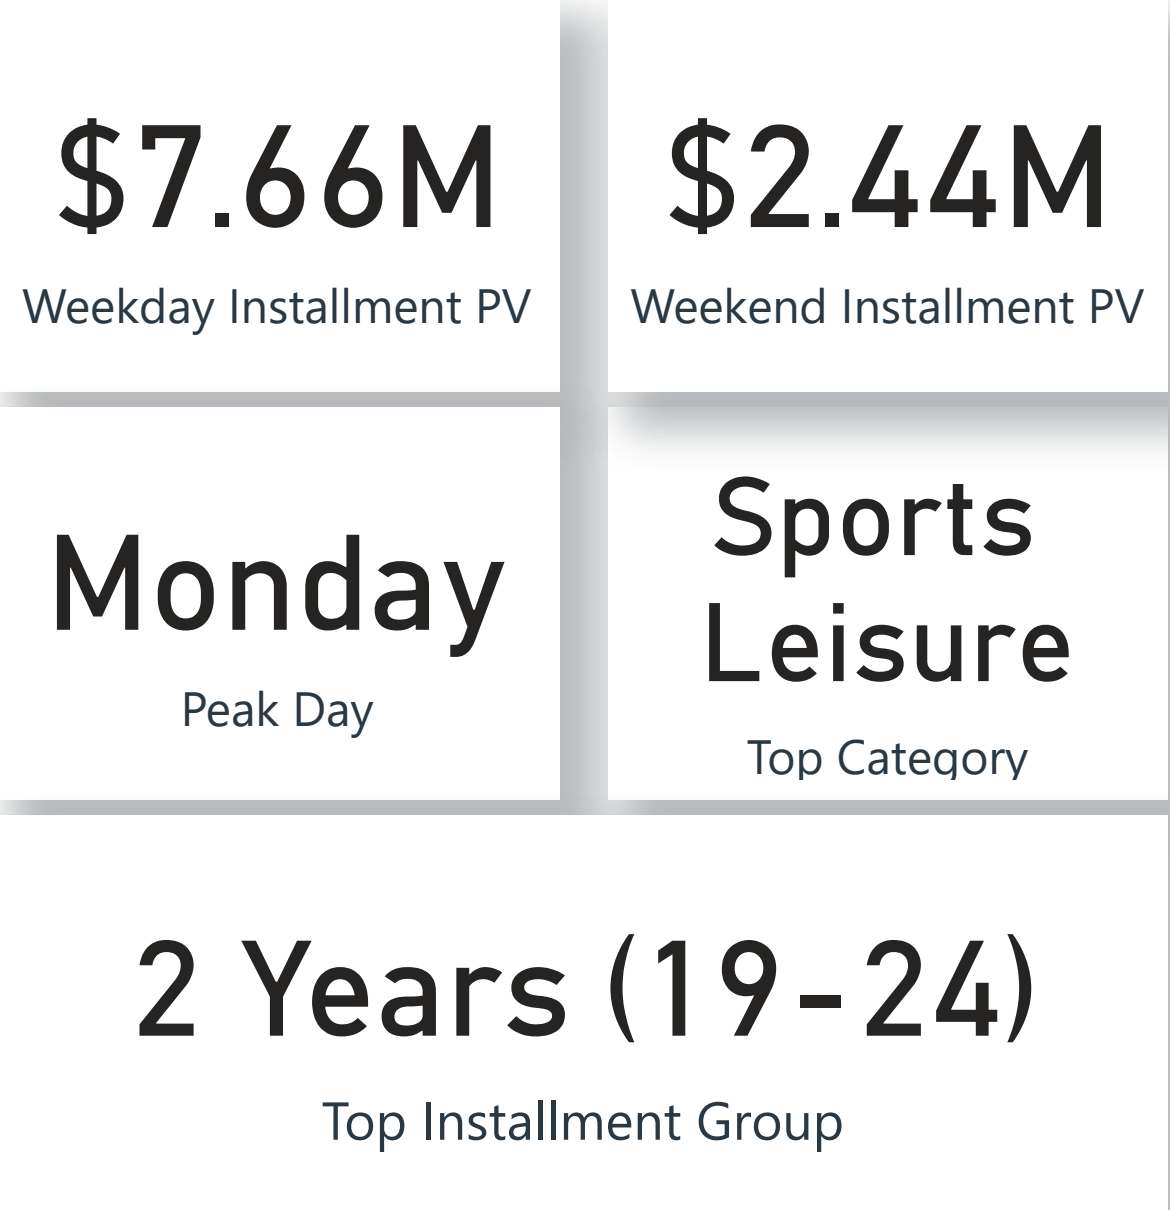 $7.66M
Weekday Installment PV
$2.44M
Weekend Installment PV
Monday
Peak Day
Sports
Leisure
Top Category
2 Years (19-24)
Top Installment Group